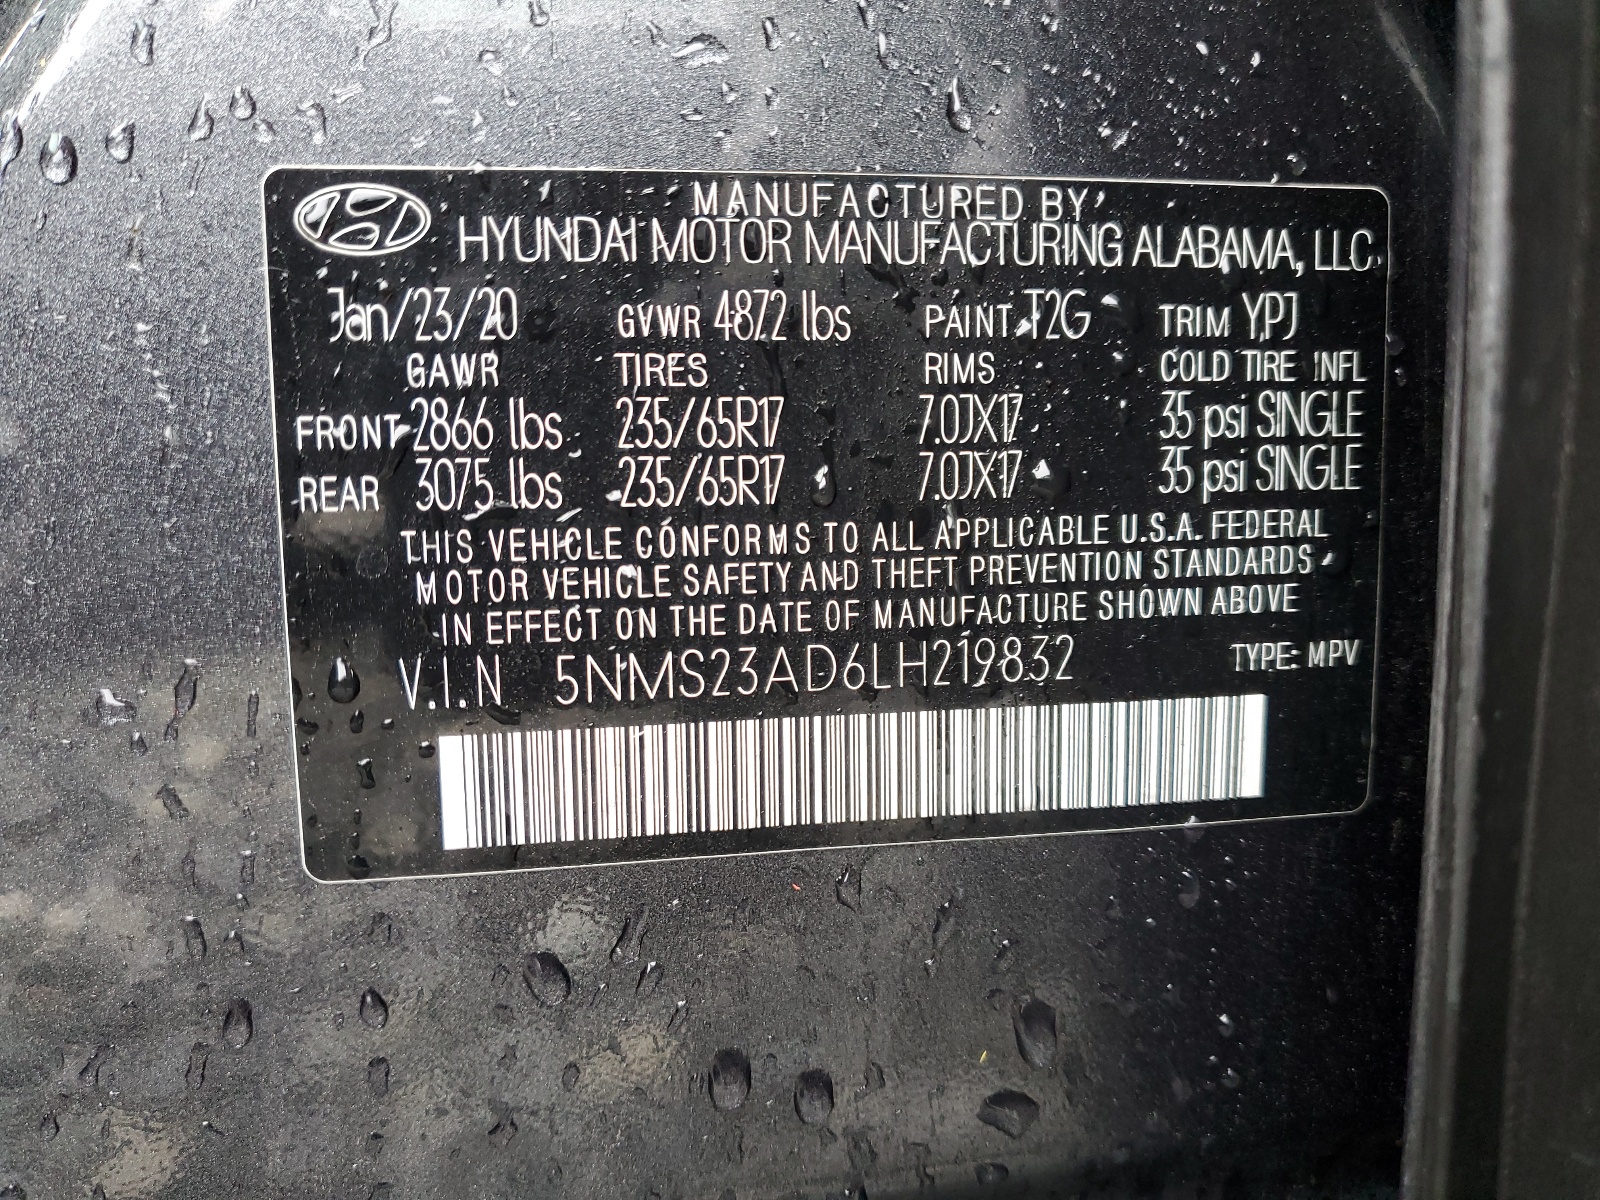 MANUFACTURED BY
HYUNDAI MOTOR MANUFACTURING ALABAMA, LLC.
Jan/23/20 GVWR 4872 lbs PAINT T2G TRIM YPJ
GAWR TIRES RIMS COLD TIRE INFL
FRONT 2866 lbs 235/65R17 7.0JX17 35 psi SINGLE
REAR 3075 lbs 235/65R17 7.0JX17 35 psi SINGLE
THIS VEHICLE CONFORMS TO ALL APPLICABLE U.S.A. FEDERAL
MOTOR VEHICLE SAFETY AND THEFT PREVENTION STANDARDS
IN EFFECT ON THE DATE OF MANUFACTURE SHOWN ABOVE
V.I.N 5NMS23AD6LH219832 TYPE: MPV